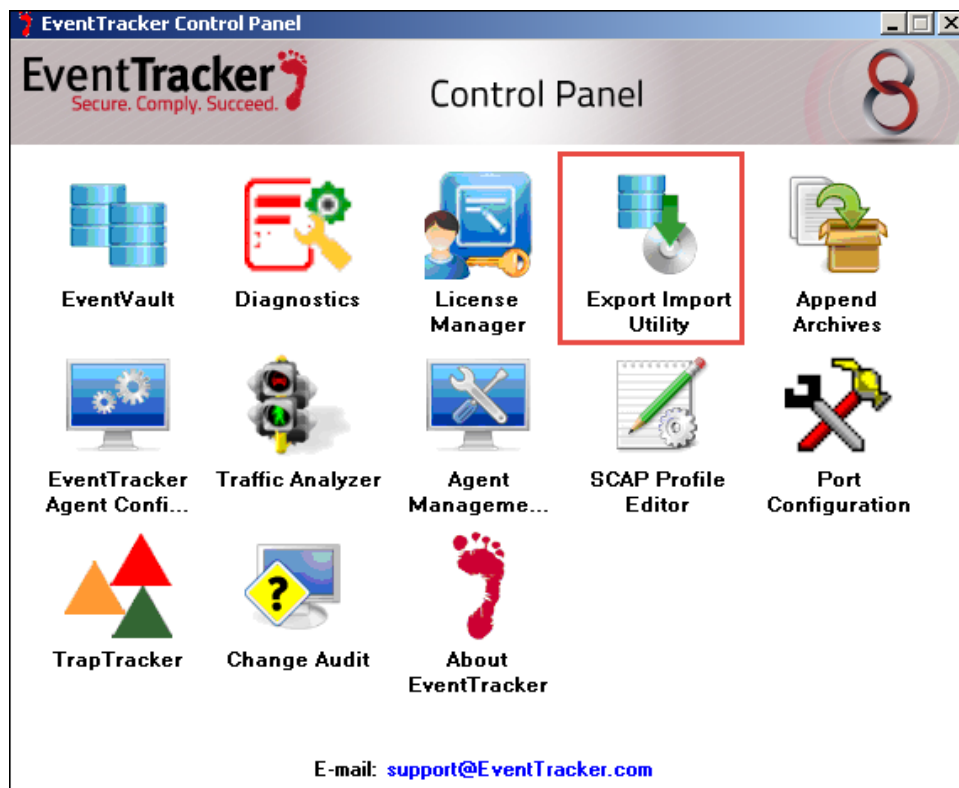 EventTracker Control Panel
EventTracker
Secure. Comply. Succeed.
Control Panel
8
EventVault
Diagnostics
License
Manager
Export Import
Utility
Append
Archives
EventTracker
Agent Confi...
Traffic Analyzer
Agent
Manageme...
SCAP Profile
Editor
Port
Configuration
?
TrapTracker
Change Audit
About
EventTracker
E-mail: support@EventTracker.com